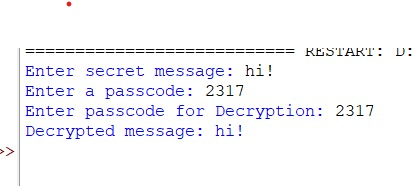 =========================== RESTART: D:
Enter secret message: hi!
Enter a passcode: 2317
Enter passcode for Decryption: 2317
Decrypted message: hi!
>>